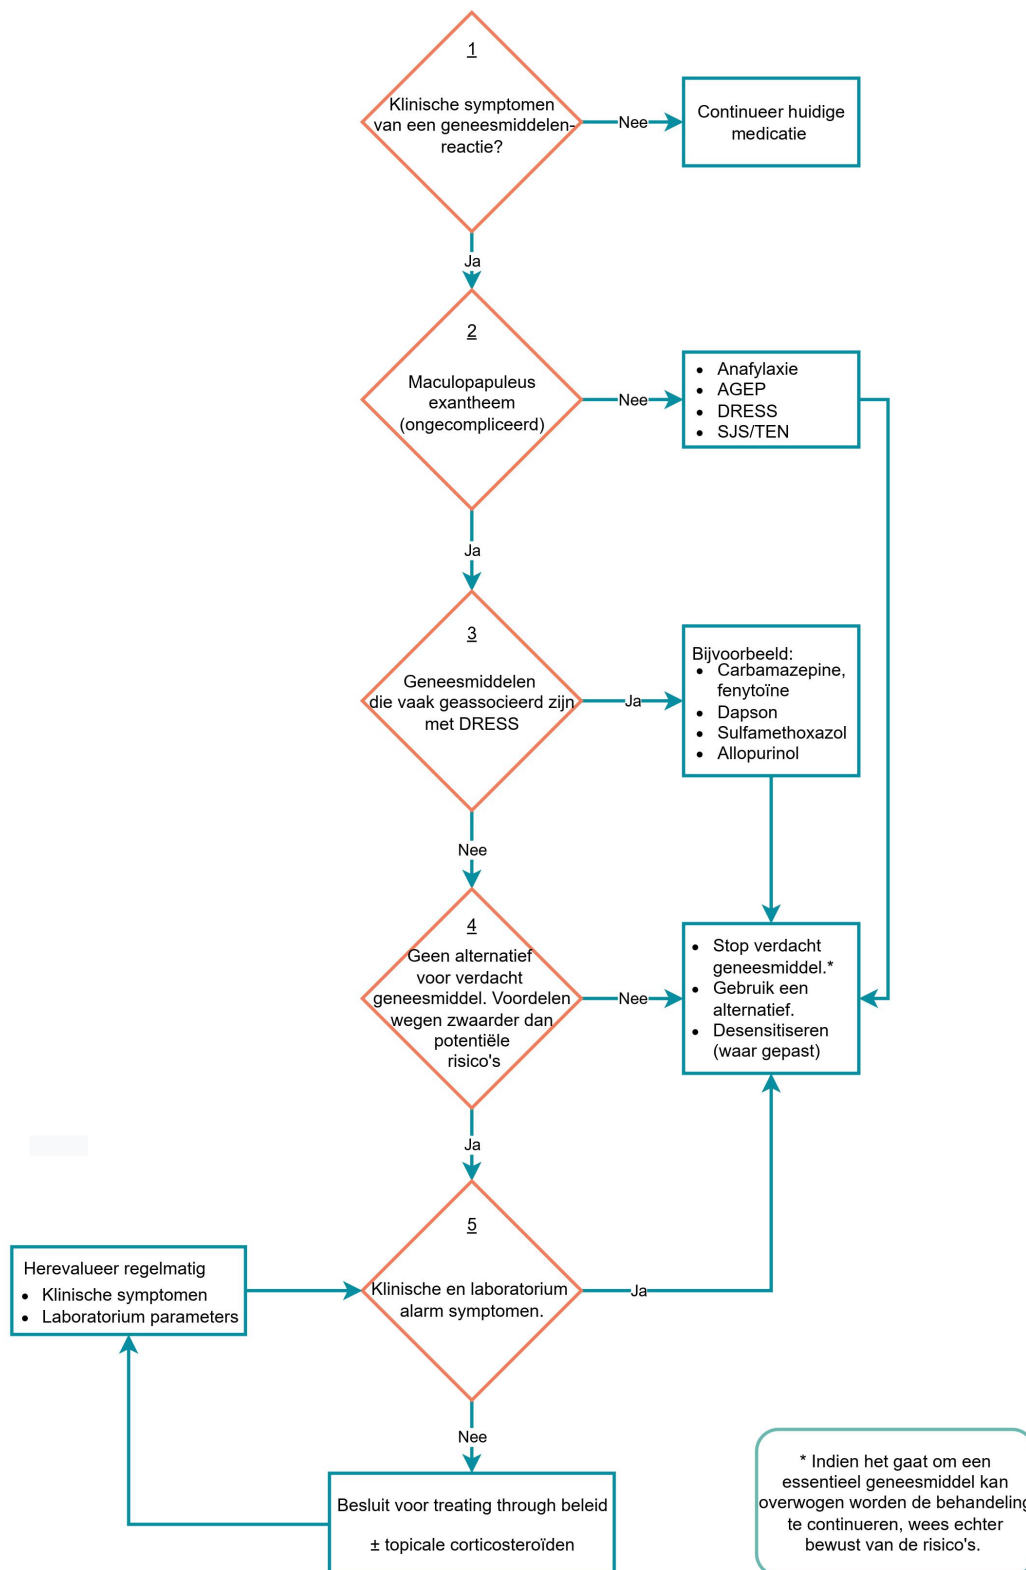 1
Klinische symptomen
van een geneesmiddelen-
reactie?
Nee
Continueer huidige
medicatie
Ja
2
Maculopapuleus
exantheem
(ongecompliceerd)
Nee
• Anafylaxie
• AGEP
• DRESS
• SJS/TEN
Ja
3
Geneesmiddelen
die vaak geassocieerd zijn
met DRESS
Ja
Bijvoorbeeld:
• Carbamazepine,
fenytoïne
• Dapson
• Sulfamethoxazol
• Allopurinol
Nee
4
Geen alternatief
voor verdacht
geneesmiddel. Voordelen
wegen zwaarder dan
potentiële
risico's
Nee
• Stop verdacht
geneesmiddel.*
• Gebruik een
alternatief.
• Desensitiseren
(waar gepast)
Ja
5
Klinische en laboratorium
alarm symptomen.
Ja
Herevalueer regelmatig
• Klinische symptomen
• Laboratorium parameters
Nee
Besluit voor treating through beleid
± topicale corticosteroïden
* Indien het gaat om een
essentieel geneesmiddel kan
overwogen worden de behandeling
te continueren, wees echter
bewust van de risico's.